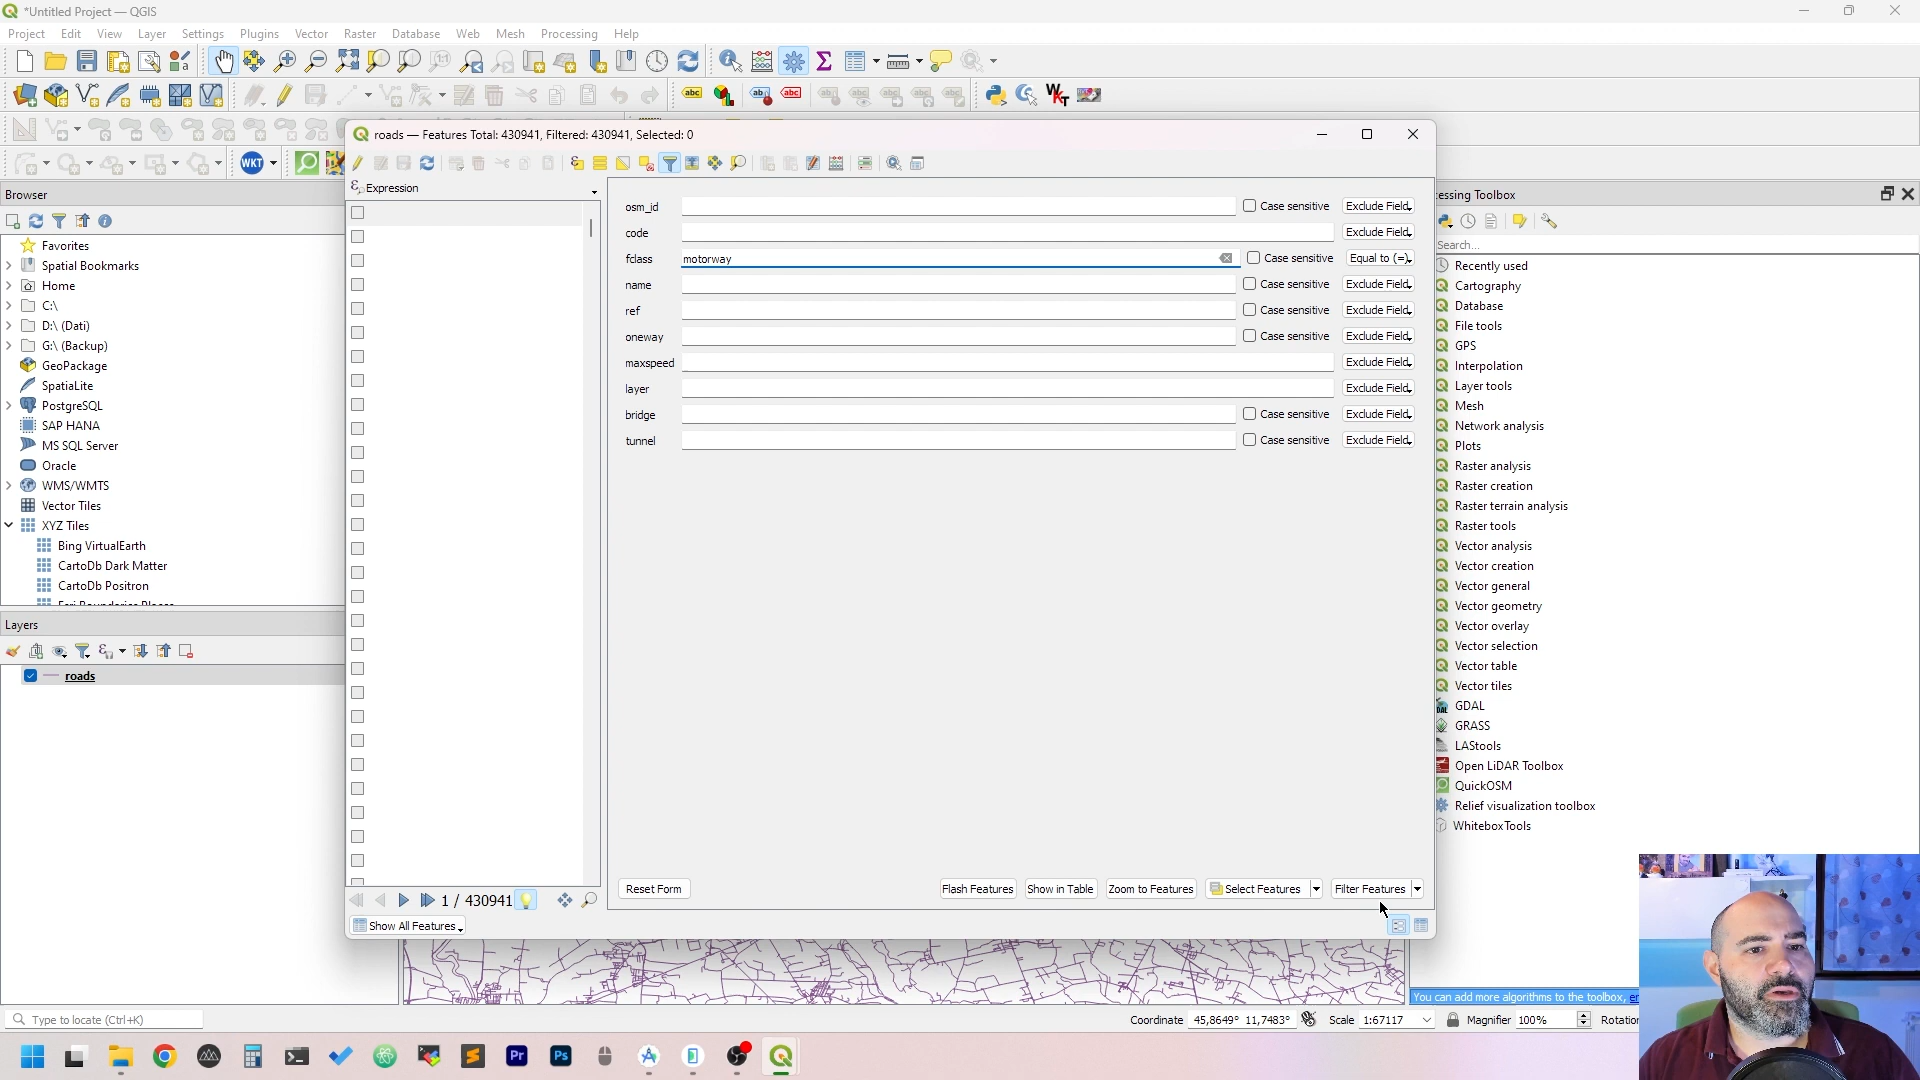 *Untitled Project — QGIS
Project Edit View Layer Settings Plugins Vector Raster Database Web Mesh Processing Help
roads — Features Total: 430941, Filtered: 430941, Selected: 0
Browser
Favorites
Spatial Bookmarks
Home
C:\
D:\ (Dati)
G:\ (Backup)
GeoPackage
SpatiaLite
PostgreSQL
SAP HANA
MS SQL Server
Oracle
WMS/WMTS
Vector Tiles
XYZ Tiles
Bing VirtualEarth
CartoDb Dark Matter
CartoDb Positron
Layers
roads
Expression
osm_id Case sensitive Exclude Field
code Exclude Field
fclass motorway Case sensitive Equal to (=)
name Case sensitive Exclude Field
ref Case sensitive Exclude Field
oneway Case sensitive Exclude Field
maxspeed Exclude Field
layer Exclude Field
bridge Case sensitive Exclude Field
tunnel Case sensitive Exclude Field
Reset Form Flash Features Show in Table Zoom to Features Select Features Filter Features
1 / 430941
Show All Features
essing Toolbox
Search...
Recently used
Cartography
Database
File tools
GPS
Interpolation
Layer tools
Mesh
Network analysis
Plots
Raster analysis
Raster creation
Raster terrain analysis
Raster tools
Vector analysis
Vector creation
Vector general
Vector geometry
Vector overlay
Vector selection
Vector table
Vector tiles
GDAL
GRASS
LAStools
Open LiDAR Toolbox
QuickOSM
Relief visualization toolbox
WhiteboxTools
You can add more algorithms to the toolbox, en
Type to locate (Ctrl+K) Coordinate 45,8649° 11,7483° Scale 1:67117 Magnifier 100% Rotation